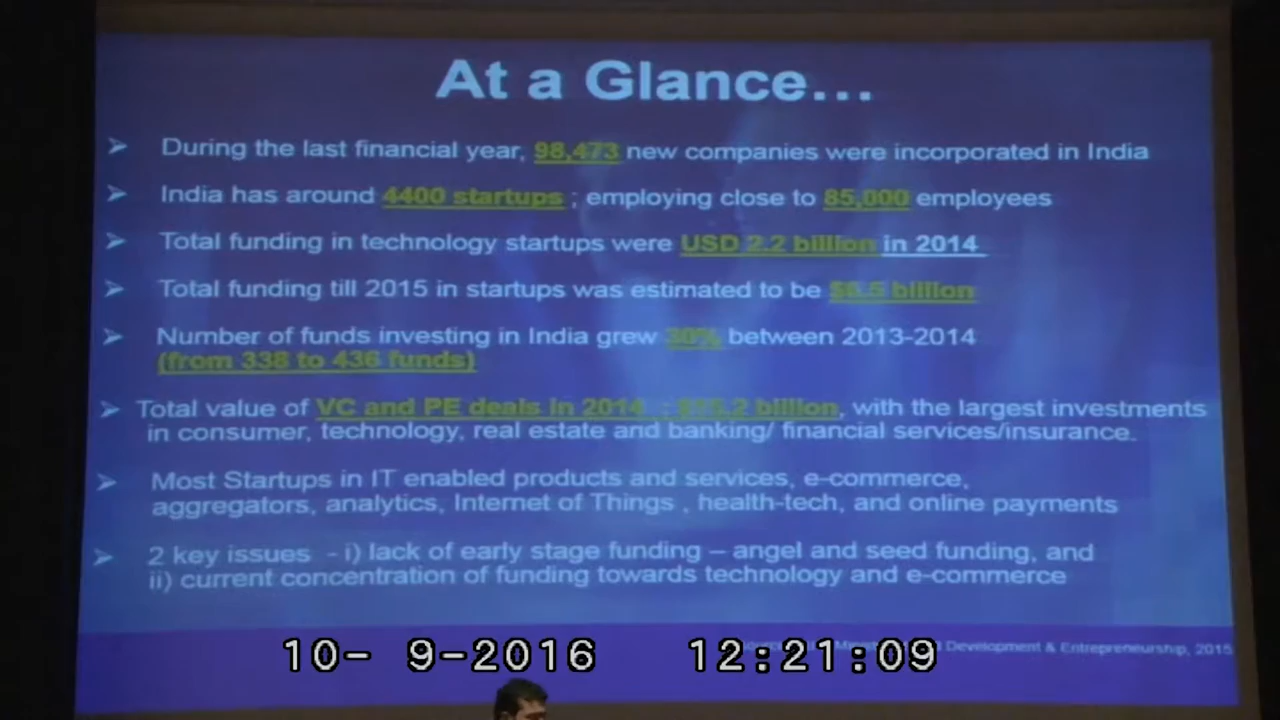 At a Glance...
➤ During the last financial year, 98,473 new companies were incorporated in India
➤ India has around 4400 startups ; employing close to 85,000 employees
➤ Total funding in technology startups were USD 2.2 billion in 2014
➤ Total funding till 2015 in startups was estimated to be billion
➤ Number of funds investing in India grew 30% between 2013-2014
(from 338 to 436 funds)
➤ Total value of VC and PE deals in 2014 : $15.2 billion, with the largest investments
in consumer, technology, real estate and banking/ financial services/insurance.
➤ Most Startups in IT enabled products and services, e-commerce,
aggregators, analytics, Internet of Things , health-tech, and online payments
➤ 2 key issues - i) lack of early stage funding – angel and seed funding, and
ii) current concentration of funding towards technology and e-commerce
Development & Entrepreneurship, 2015
10- 9-2016 12:21:09